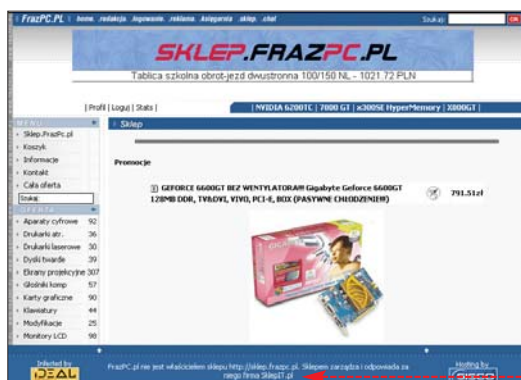 FrazPC.PL home. .redakcja .logowanie. .reklama. .księgarnia .sklep. .chat Szukaj:
SKLEP.FRAZPC.PL
Tablica szkolna obrot-jezd dwustronna 100/150 NL - 1021.72 PLN
| Profil | Loguj | Stats | | NVIDIA 6200TC | 7800 GT | x300SE HyperMemory | X800GT |
MENU
Sklep
Sklep.FrazPc.pl
Koszyk
Informacje
Kontakt
Cała oferta
Szukaj:
Promocje
GEFORCE 6600GT BEZ WENTYLATORA!!! Gigabyte Geforce 6600GT
128MB DDR, TV&DVI, VIVO, PCI-E, BOX (PASYWNE CHŁODZENIE!!!)
791.51zł
OFERTA
Aparaty cyfrowe 92
Drukarki atr. 36
Drukarki laserowe 30
Dyski twarde 39
Ekrany projekcyjne 307
Głośniki komp 57
Karty graficzne 90
Klawiatury 44
Modyfikacje 25
Monitory LCD 98
Infected by
IDEAL
FrazPC.pl nie jest właścicielem sklepu http://sklep.frazpc.pl. Sklepem zarządza i odpowiada za
niego firma SklepIT.pl
Hosting by